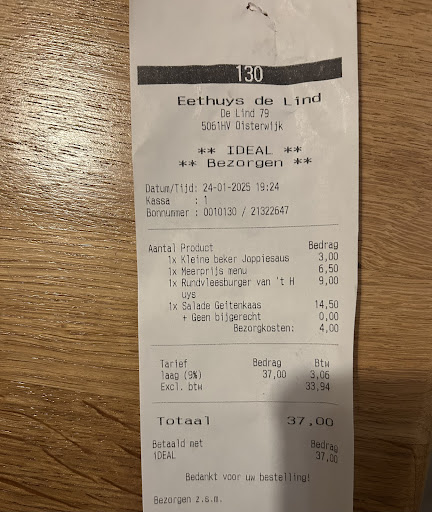 130
Eethuys de Lind
De Lind 79
5061HV Oisterwijk
** IDEAL **
** Bezorgen **
Datum/Tijd: 24-01-2025 19:24
Kassa : 1
Bonnummer : 0010130 / 21322647
Aantal Product Bedrag
1x Kleine beker Joppiesaus 3,00
1x Meerprijs menu 6,50
1x Rundvleesburger van 't H 9,00
uys
1x Salade Geitenkaas 14,50
+ Geen bijgerecht 0,00
Bezorgkosten: 4,00
Tarief Bedrag Btw
laag (9%) 37,00 3,06
Excl. btw 33,94
Totaal 37,00
Betaald met Bedrag
iDEAL 37,00
Bedankt voor uw bestelling!
Bezorgen z.s.m.